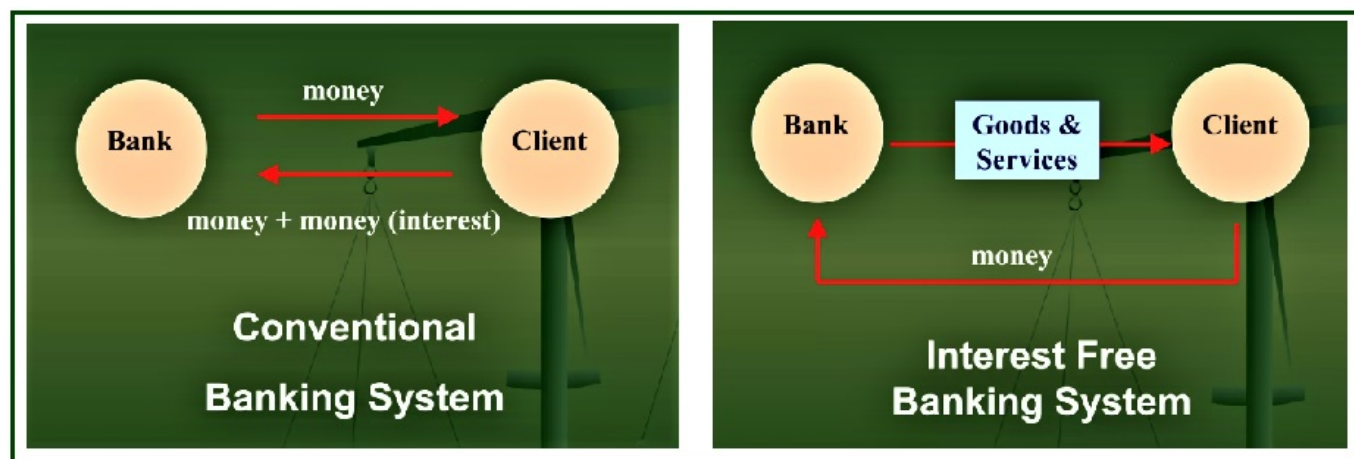 money
Bank
Client
money + money (interest)
Conventional
Banking System
Bank
Goods &
Services
Client
money
Interest Free
Banking System